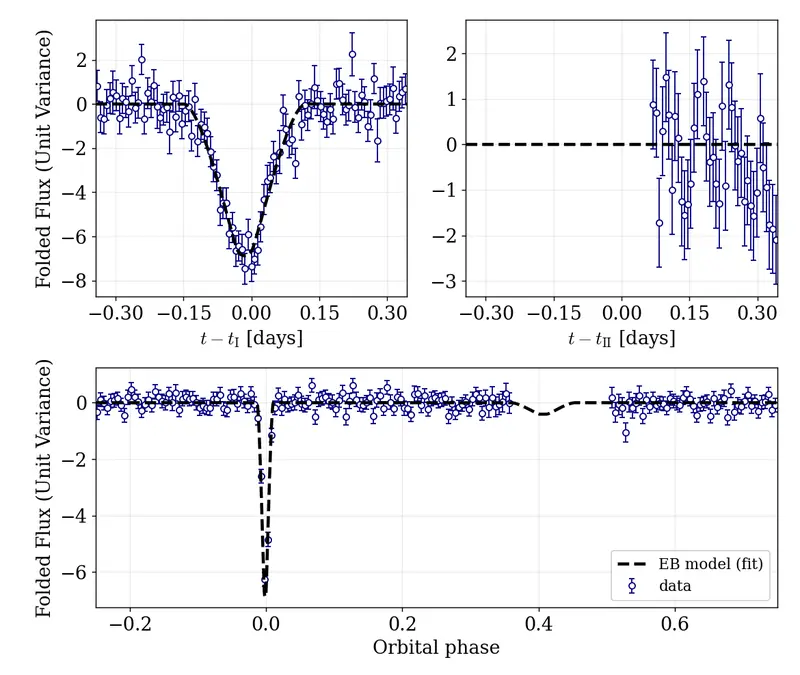 Folded Flux (Unit Variance)
2
0
−2
−4
−6
−8
−0.30 −0.15 0.00 0.15 0.30
t − tI [days]
2
1
0
−1
−2
−3
−0.30 −0.15 0.00 0.15 0.30
t − tII [days]
Folded Flux (Unit Variance)
0
−2
−4
−6
−0.2 0.0 0.2 0.4 0.6
Orbital phase
EB model (fit)
data